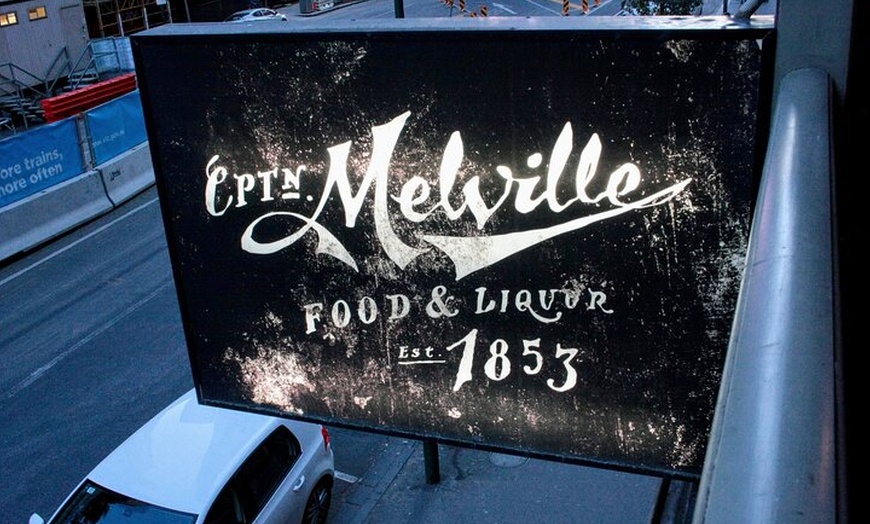 CPTN. Melville
FOOD & LIQUOR
Est. 1853
ore trains,
more often